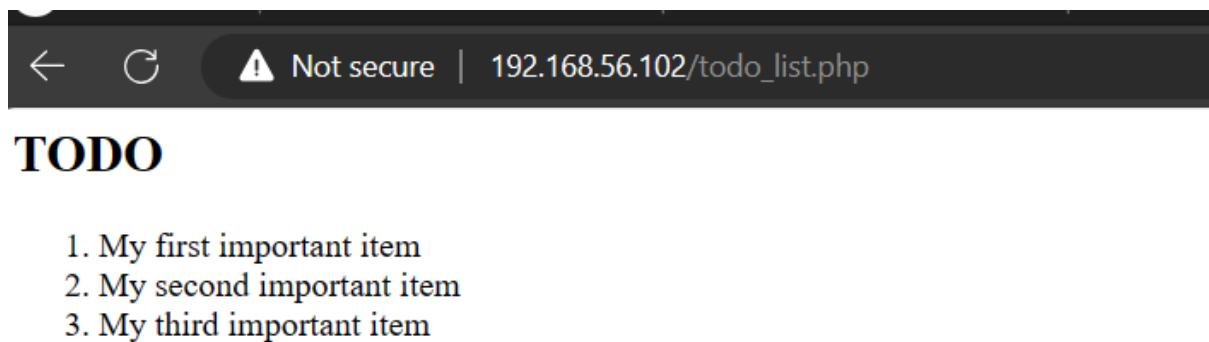 Not secure | 192.168.56.102/todo_list.php
TODO
1. My first important item
2. My second important item
3. My third important item